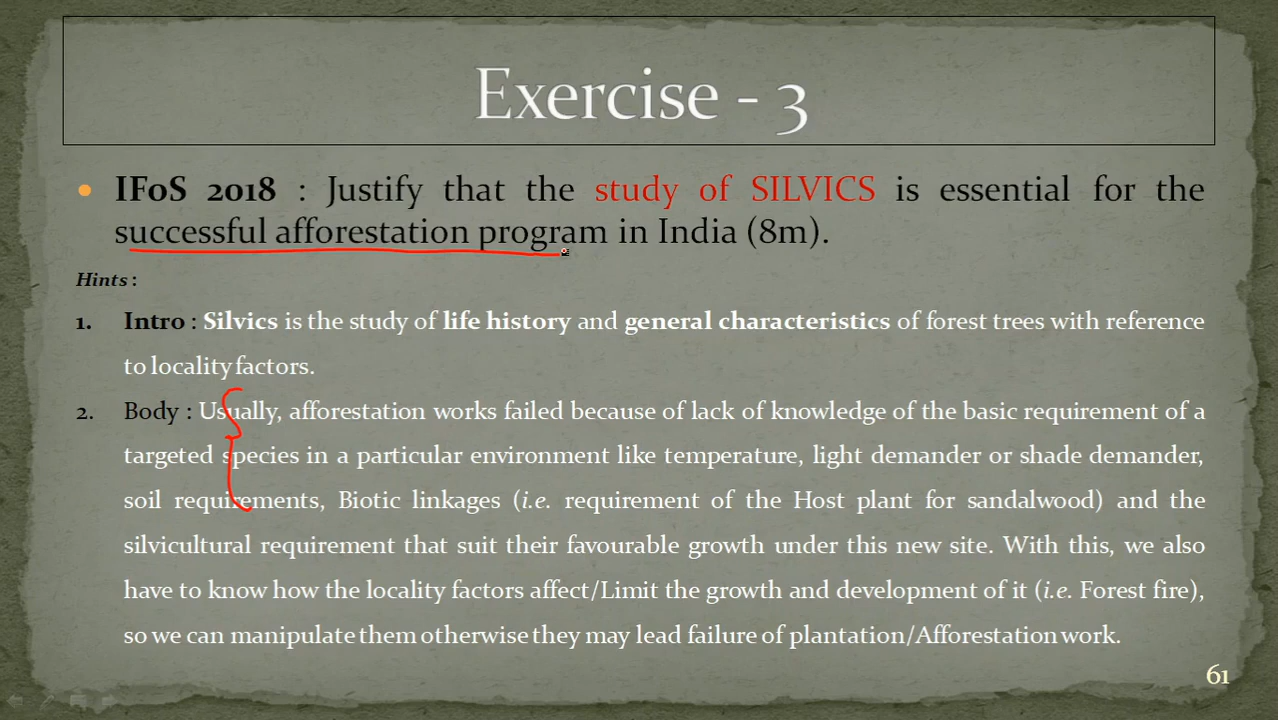 Exercise - 3
• IFoS 2018 : Justify that the study of SILVICS is essential for the
successful afforestation program in India (8m).
Hints :
1. Intro : Silvics is the study of life history and general characteristics of forest trees with reference
to locality factors.
2. Body : Usually, afforestation works failed because of lack of knowledge of the basic requirement of a
targeted species in a particular environment like temperature, light demander or shade demander,
soil requirements, Biotic linkages (i.e. requirement of the Host plant for sandalwood) and the
silvicultural requirement that suit their favourable growth under this new site. With this, we also
have to know how the locality factors affect/Limit the growth and development of it (i.e. Forest fire),
so we can manipulate them otherwise they may lead failure of plantation/Afforestation work.
61